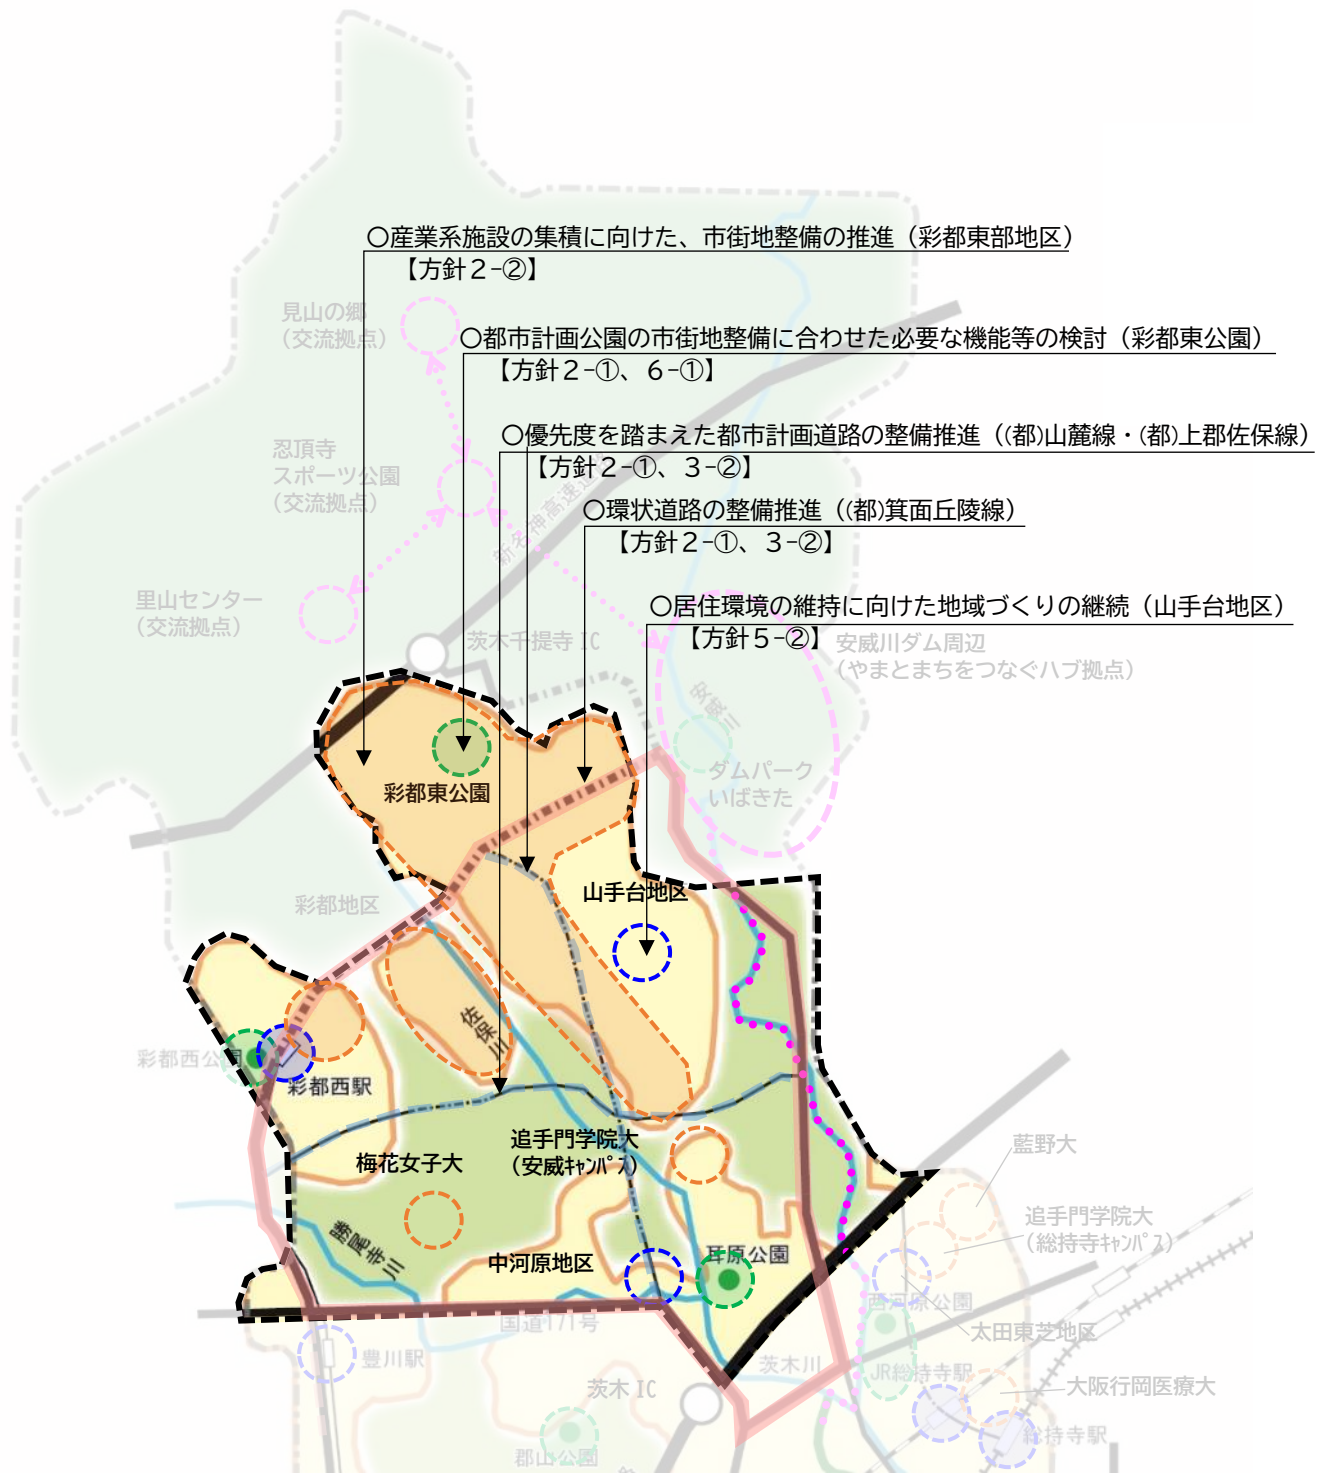 〇産業系施設の集積に向けた、市街地整備の推進（彩都東部地区）
【方針２-②】
見山の郷
（交流拠点）
〇都市計画公園の市街地整備に合わせた必要な機能等の検討（彩都東公園）
【方針２-①、６-①】
〇優先度を踏まえた都市計画道路の整備推進（(都)山麓線・(都)上郡佐保線）
【方針２-①、３-②】
忍頂寺
スポーツ公園
（交流拠点）
〇環状道路の整備推進（(都)箕面丘陵線）
【方針２-①、３-②】
新名神高速道路
里山センター
（交流拠点）
〇居住環境の維持に向けた地域づくりの継続（山手台地区）
【方針５-②】
茨木千提寺 IC
安威川ダム周辺
（やまとまちをつなぐハブ拠点）
安威川
ダムパーク
いばきた
彩都東公園
彩都地区
山手台地区
佐保川
彩都西公園
彩都西駅
追手門学院大
（安威ｷｬﾝﾊﾟｽ）
梅花女子大
藍野大
追手門学院大
（総持寺ｷｬﾝﾊﾟｽ）
勝尾寺川
中河原地区
耳原公園
西河原公園
国道171号
太田東芝地区
豊川駅
茨木川
JR総持寺駅
茨木 IC
大阪行岡医療大
総持寺駅
郡山公園